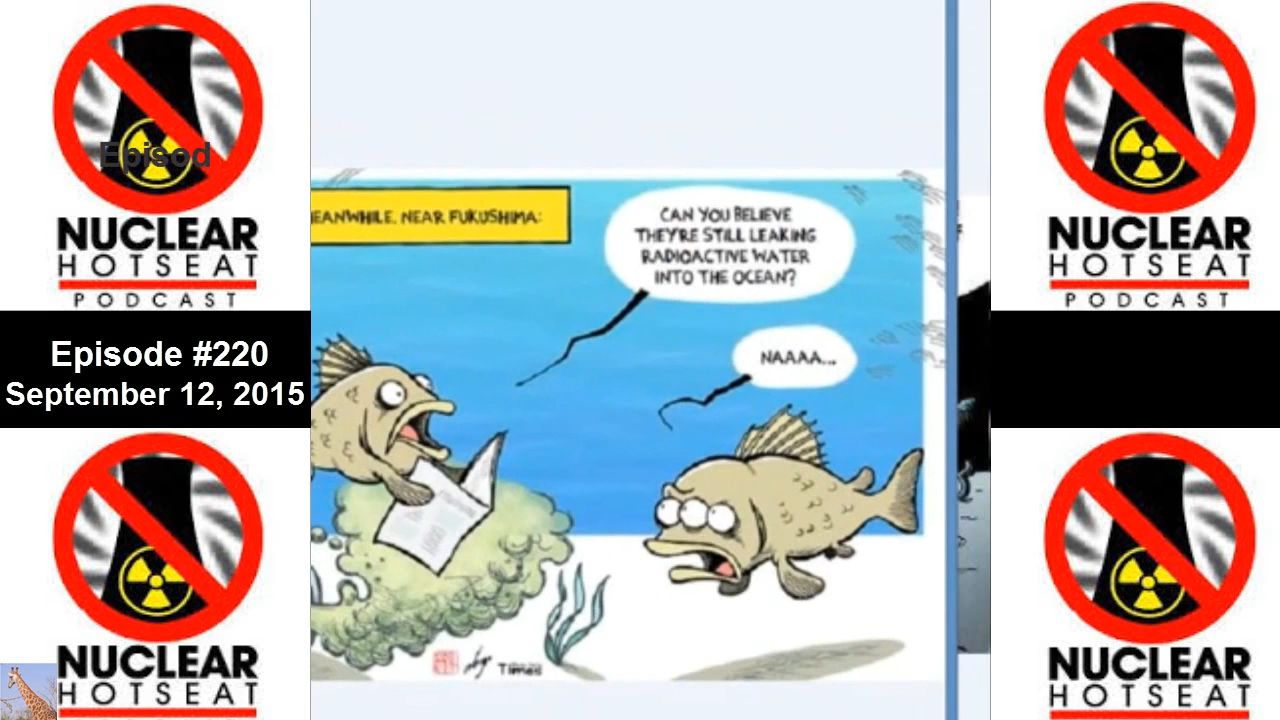 Episod
NUCLEAR
HOTSEAT
PODCAST
Episode #220
September 12, 2015
NUCLEAR
HOTSEAT
EANWHILE, NEAR FUKUSHIMA:
CAN YOU BELIEVE
THEY'RE STILL LEAKING
RADIOACTIVE WATER
INTO THE OCEAN?
NAAAA...
Times
NUCLEAR
HOTSEAT
PODCAST
NUCLEAR
HOTSEAT